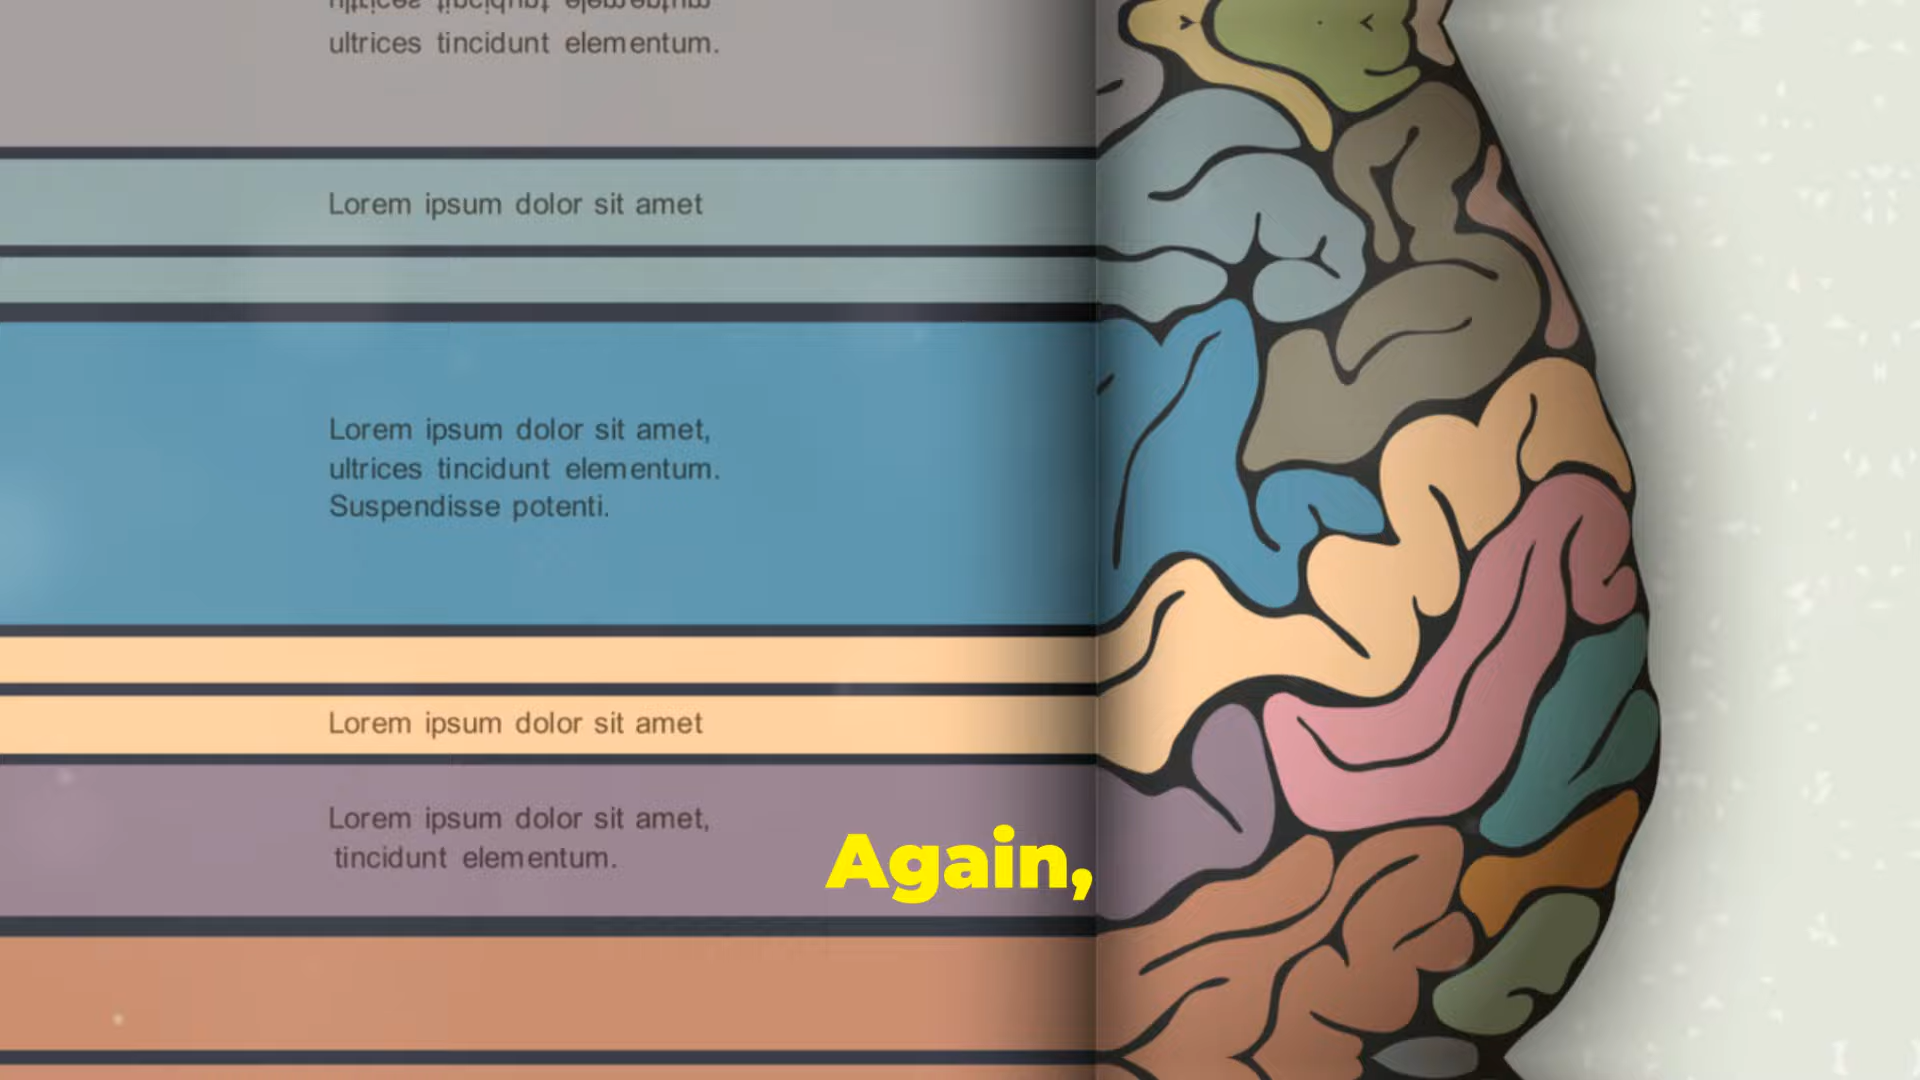 ultrices tincidunt elementum.
Lorem ipsum dolor sit amet
Lorem ipsum dolor sit amet,
ultrices tincidunt elementum.
Suspendisse potenti.
Lorem ipsum dolor sit amet
Lorem ipsum dolor sit amet,
tincidunt elementum.
Again,